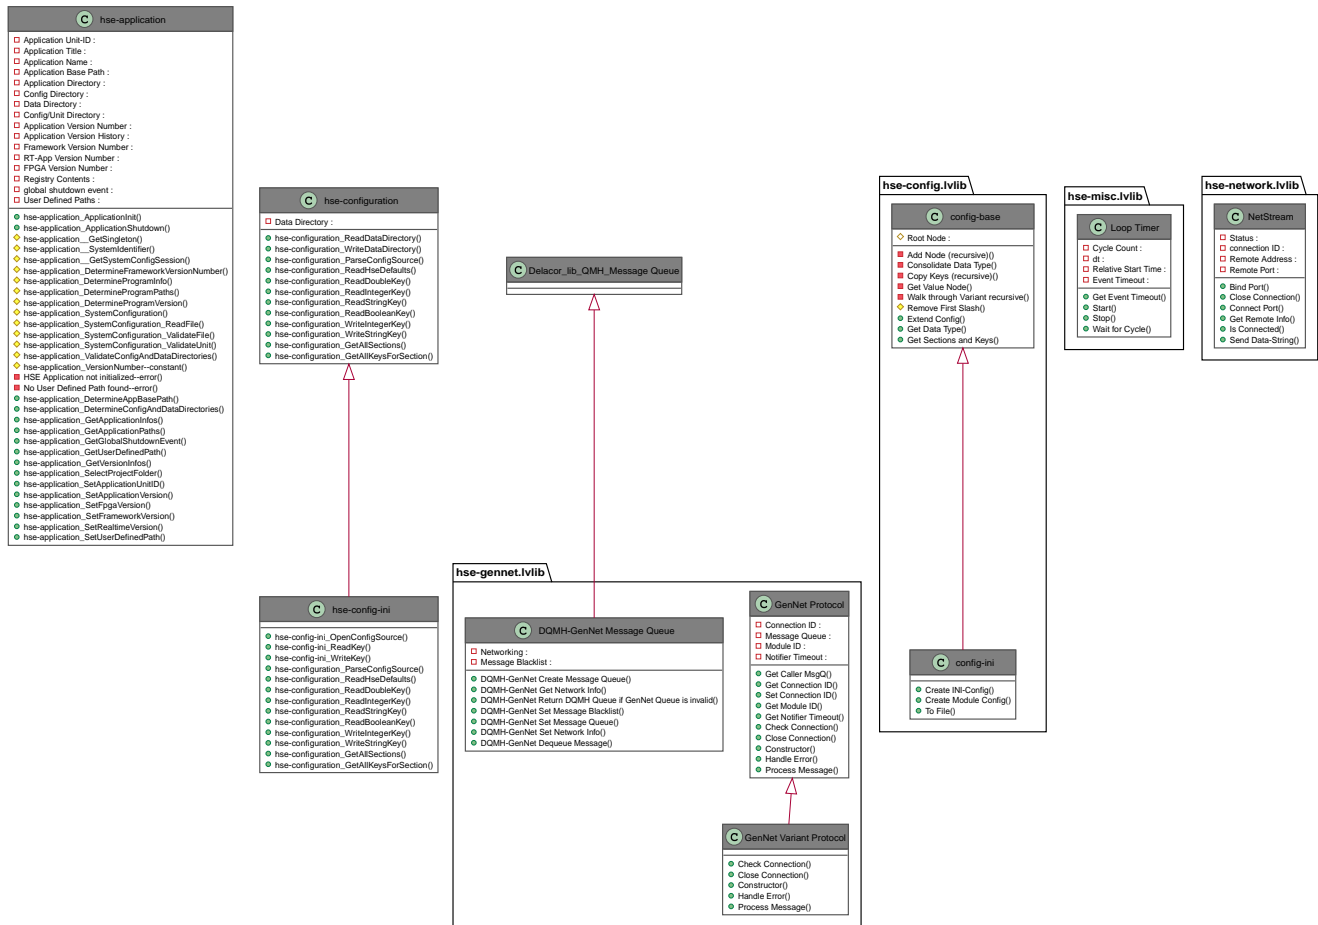 C hse-application
Application Unit-ID :
Application Title :
Application Name :
Application Base Path :
Application Directory :
Config Directory :
Data Directory :
Config/Unit Directory :
Application Version Number :
Application Version History :
Framework Version Number :
RT-App Version Number :
FPGA Version Number :
Registry Contents :
global shutdown event :
User Defined Paths :
hse-application_ApplicationInit()
hse-application_ApplicationShutdown()
hse-application__GetSingleton()
hse-application__SystemIdentifier()
hse-application__GetSystemConfigSession()
hse-application_DetermineFrameworkVersionNumber()
hse-application_DetermineProgramInfo()
hse-application_DetermineProgramPaths()
hse-application_DetermineProgramVersion()
hse-application_SystemConfiguration()
hse-application_SystemConfiguration_ReadFile()
hse-application_SystemConfiguration_ValidateFile()
hse-application_SystemConfiguration_ValidateUnit()
hse-application_ValidateConfigAndDataDirectories()
hse-application_VersionNumber--constant()
HSE Application not initialized--error()
No User Defined Path found--error()
hse-application_DetermineAppBasePath()
hse-application_DetermineConfigAndDataDirectories()
hse-application_GetApplicationInfos()
hse-application_GetApplicationPaths()
hse-application_GetGlobalShutdownEvent()
hse-application_GetUserDefinedPath()
hse-application_GetVersionInfos()
hse-application_SelectProjectFolder()
hse-application_SetApplicationUnitID()
hse-application_SetApplicationVersion()
hse-application_SetFpgaVersion()
hse-application_SetFrameworkVersion()
hse-application_SetRealtimeVersion()
hse-application_SetUserDefinedPath()
C hse-configuration
Data Directory :
hse-configuration_ReadDataDirectory()
hse-configuration_WriteDataDirectory()
hse-configuration_ParseConfigSource()
hse-configuration_ReadHseDefaults()
hse-configuration_ReadDoubleKey()
hse-configuration_ReadIntegerKey()
hse-configuration_ReadStringKey()
hse-configuration_ReadBooleanKey()
hse-configuration_WriteIntegerKey()
hse-configuration_WriteStringKey()
hse-configuration_GetAllSections()
hse-configuration_GetAllKeysForSection()
C hse-config-ini
hse-config-ini_OpenConfigSource()
hse-config-ini_ReadKey()
hse-config-ini_WriteKey()
hse-configuration_ParseConfigSource()
hse-configuration_ReadHseDefaults()
hse-configuration_ReadDoubleKey()
hse-configuration_ReadIntegerKey()
hse-configuration_ReadStringKey()
hse-configuration_ReadBooleanKey()
hse-configuration_WriteIntegerKey()
hse-configuration_WriteStringKey()
hse-configuration_GetAllSections()
hse-configuration_GetAllKeysForSection()
C Delacor_lib_QMH_Message Queue
hse-gennet.lvlib
C DQMH-GenNet Message Queue
Networking :
Message Blacklist :
DQMH-GenNet Create Message Queue()
DQMH-GenNet Get Network Info()
DQMH-GenNet Return DQMH Queue if GenNet Queue is invalid()
DQMH-GenNet Set Message Blacklist()
DQMH-GenNet Set Message Queue()
DQMH-GenNet Set Network Info()
DQMH-GenNet Dequeue Message()
C GenNet Protocol
Connection ID :
Message Queue :
Module ID :
Notifier Timeout :
Get Caller MsgQ()
Get Connection ID()
Set Connection ID()
Get Module ID()
Get Notifier Timeout()
Check Connection()
Close Connection()
Constructor()
Handle Error()
Process Message()
C GenNet Variant Protocol
Check Connection()
Close Connection()
Constructor()
Handle Error()
Process Message()
hse-config.lvlib
C config-base
Root Node :
Add Node (recursive)()
Consolidate Data Type()
Copy Keys (recursive)()
Get Value Node()
Walk through Variant recursive()
Remove First Slash()
Extend Config()
Get Data Type()
Get Sections and Keys()
C config-ini
Create INI-Config()
Create Module Config()
To File()
hse-misc.lvlib
C Loop Timer
Cycle Count :
dt :
Relative Start Time :
Event Timeout :
Get Event Timeout()
Start()
Stop()
Wait for Cycle()
hse-network.lvlib
C NetStream
Status :
connection ID :
Remote Address :
Remote Port :
Bind Port()
Close Connection()
Connect Port()
Get Remote Info()
Is Connected()
Send Data-String()